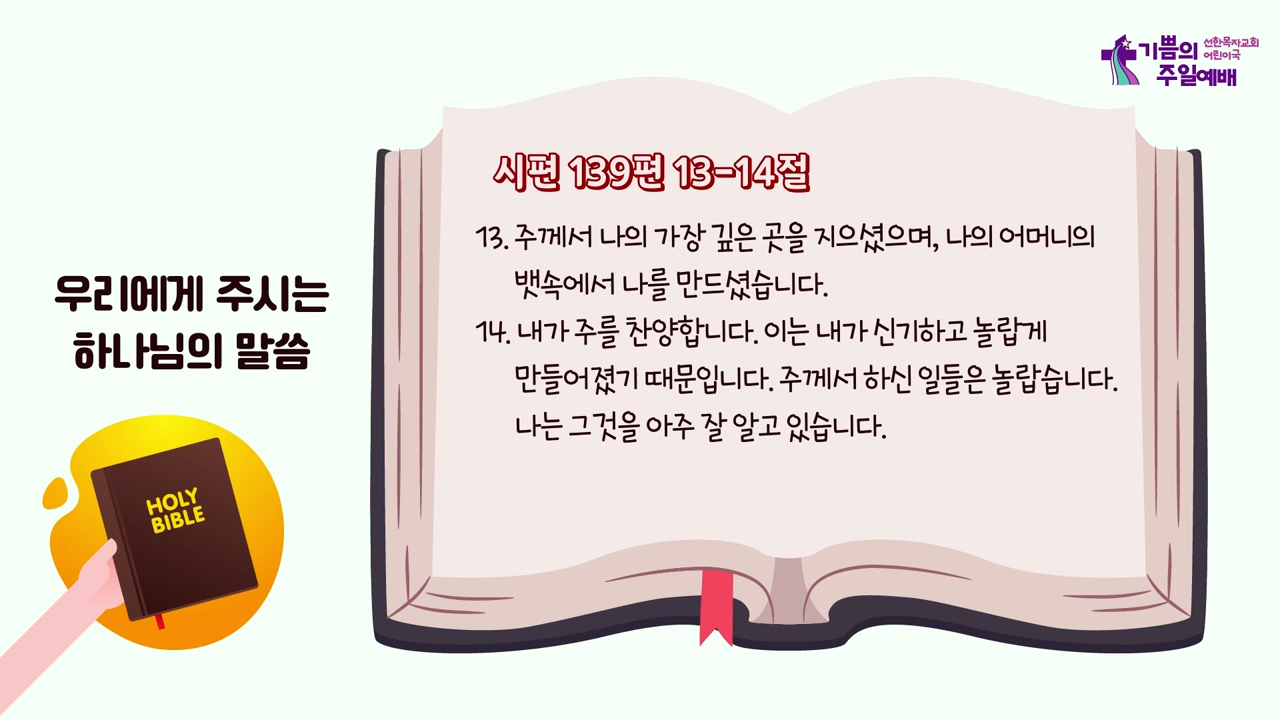 기쁨의
주일예배
선한목자교회
어린이국
우리에게 주시는
하나님의 말씀
HOLY
BIBLE
시편 139편 13-14절
13. 주께서 나의 가장 깊은 곳을 지으셨으며, 나의 어머니의
뱃속에서 나를 만드셨습니다.
14. 내가 주를 찬양합니다. 이는 내가 신기하고 놀랍게
만들어졌기 때문입니다. 주께서 하신 일들은 놀랍습니다.
나는 그것을 아주 잘 알고 있습니다.